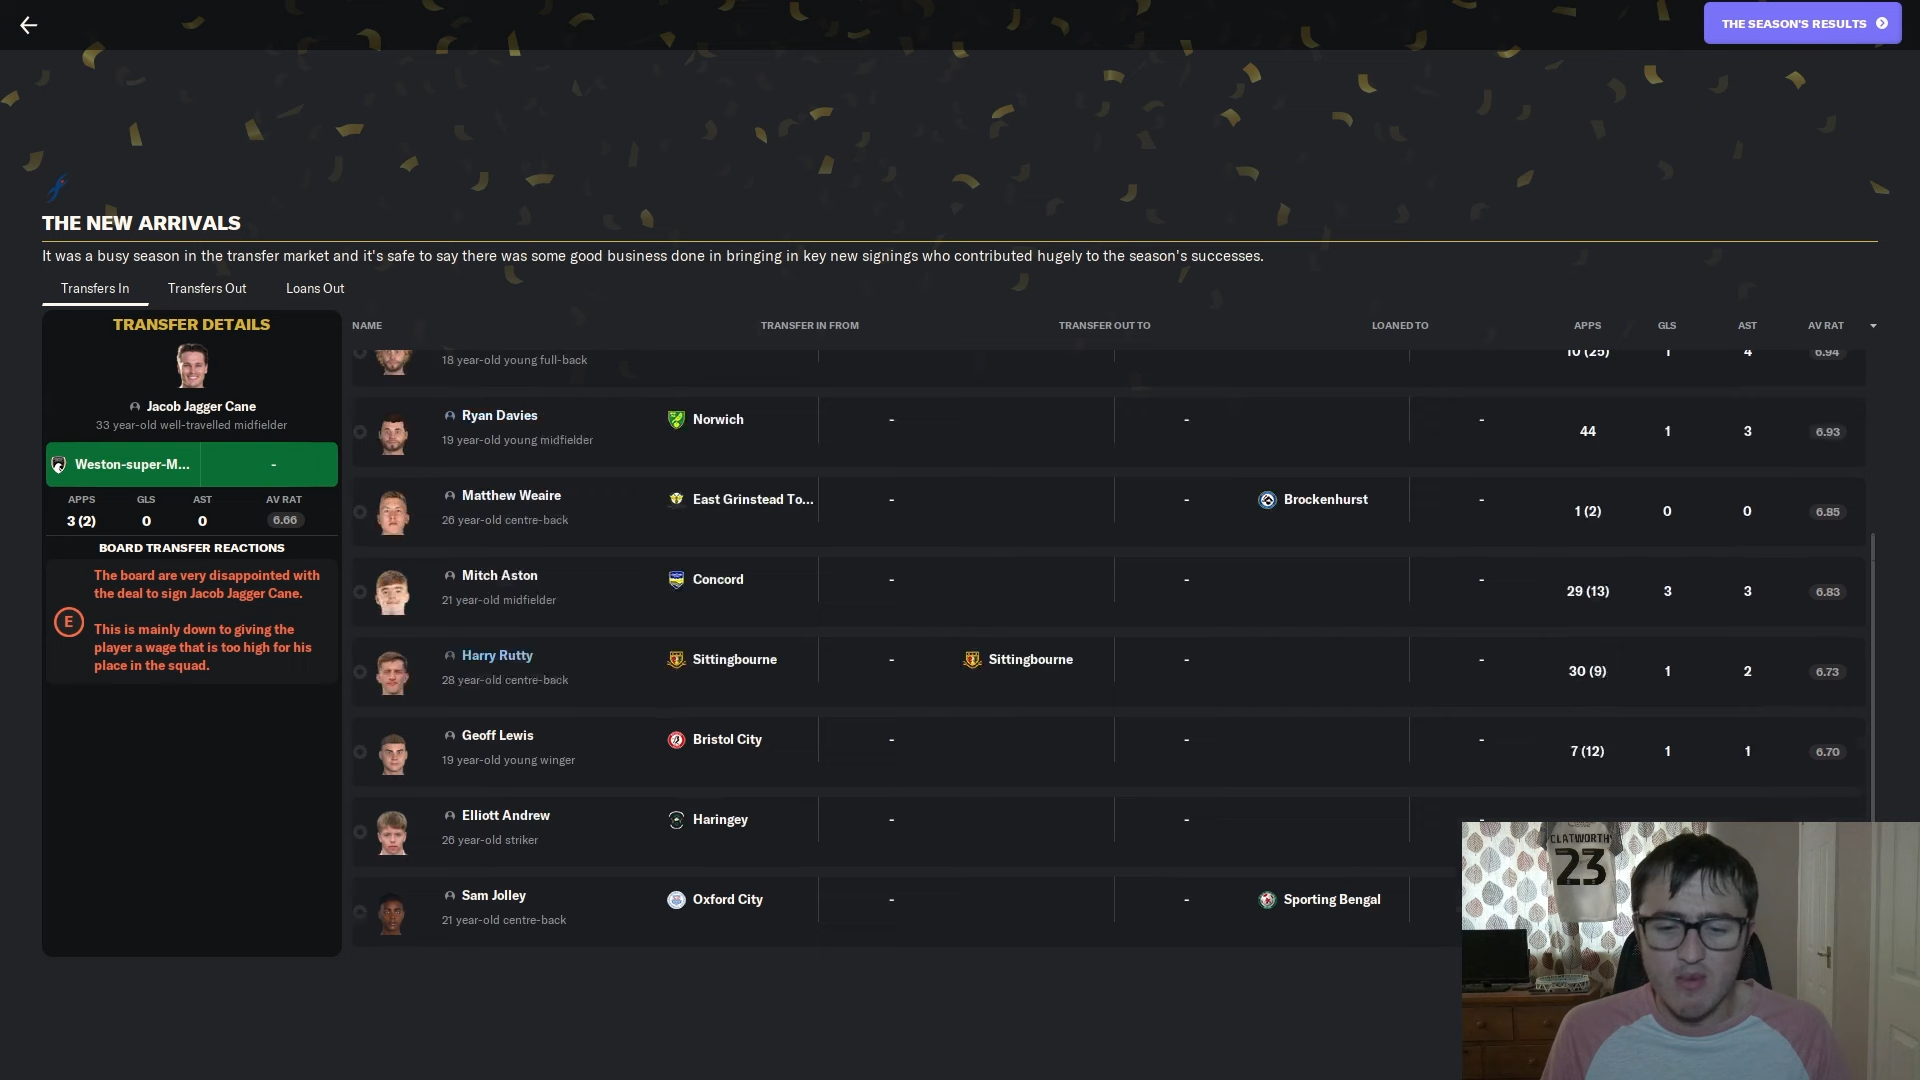 THE SEASON'S RESULTS
THE NEW ARRIVALS
It was a busy season in the transfer market and it's safe to say there was some good business done in bringing in key new signings who contributed hugely to the season's successes.
Transfers In Transfers Out Loans Out
TRANSFER DETAILS
Jacob Jagger Cane
33 year-old well-travelled midfielder
Weston-super-M... -
APPS GLS AST AV RAT
3 (2) 0 0 6.66
BOARD TRANSFER REACTIONS
E
The board are very disappointed with
the deal to sign Jacob Jagger Cane.
This is mainly down to giving the
player a wage that is too high for his
place in the squad.
NAME TRANSFER IN FROM TRANSFER OUT TO LOANED TO APPS GLS AST AV RAT
18 year-old young full-back 10 (25) 1 4 6.94
Ryan Davies Norwich - - - 44 1 3 6.93
19 year-old young midfielder
Matthew Weaire East Grinstead To... - - Brockenhurst - 1 (2) 0 0 6.85
26 year-old centre-back
Mitch Aston Concord - - - 29 (13) 3 3 6.83
21 year-old midfielder
Harry Rutty Sittingbourne - Sittingbourne - - 30 (9) 1 2 6.73
28 year-old centre-back
Geoff Lewis Bristol City - - - 7 (12) 1 1 6.70
19 year-old young winger
Elliott Andrew Haringey - - -
26 year-old striker
Sam Jolley Oxford City - - Sporting Bengal
21 year-old centre-back
CLATWORTHY
23